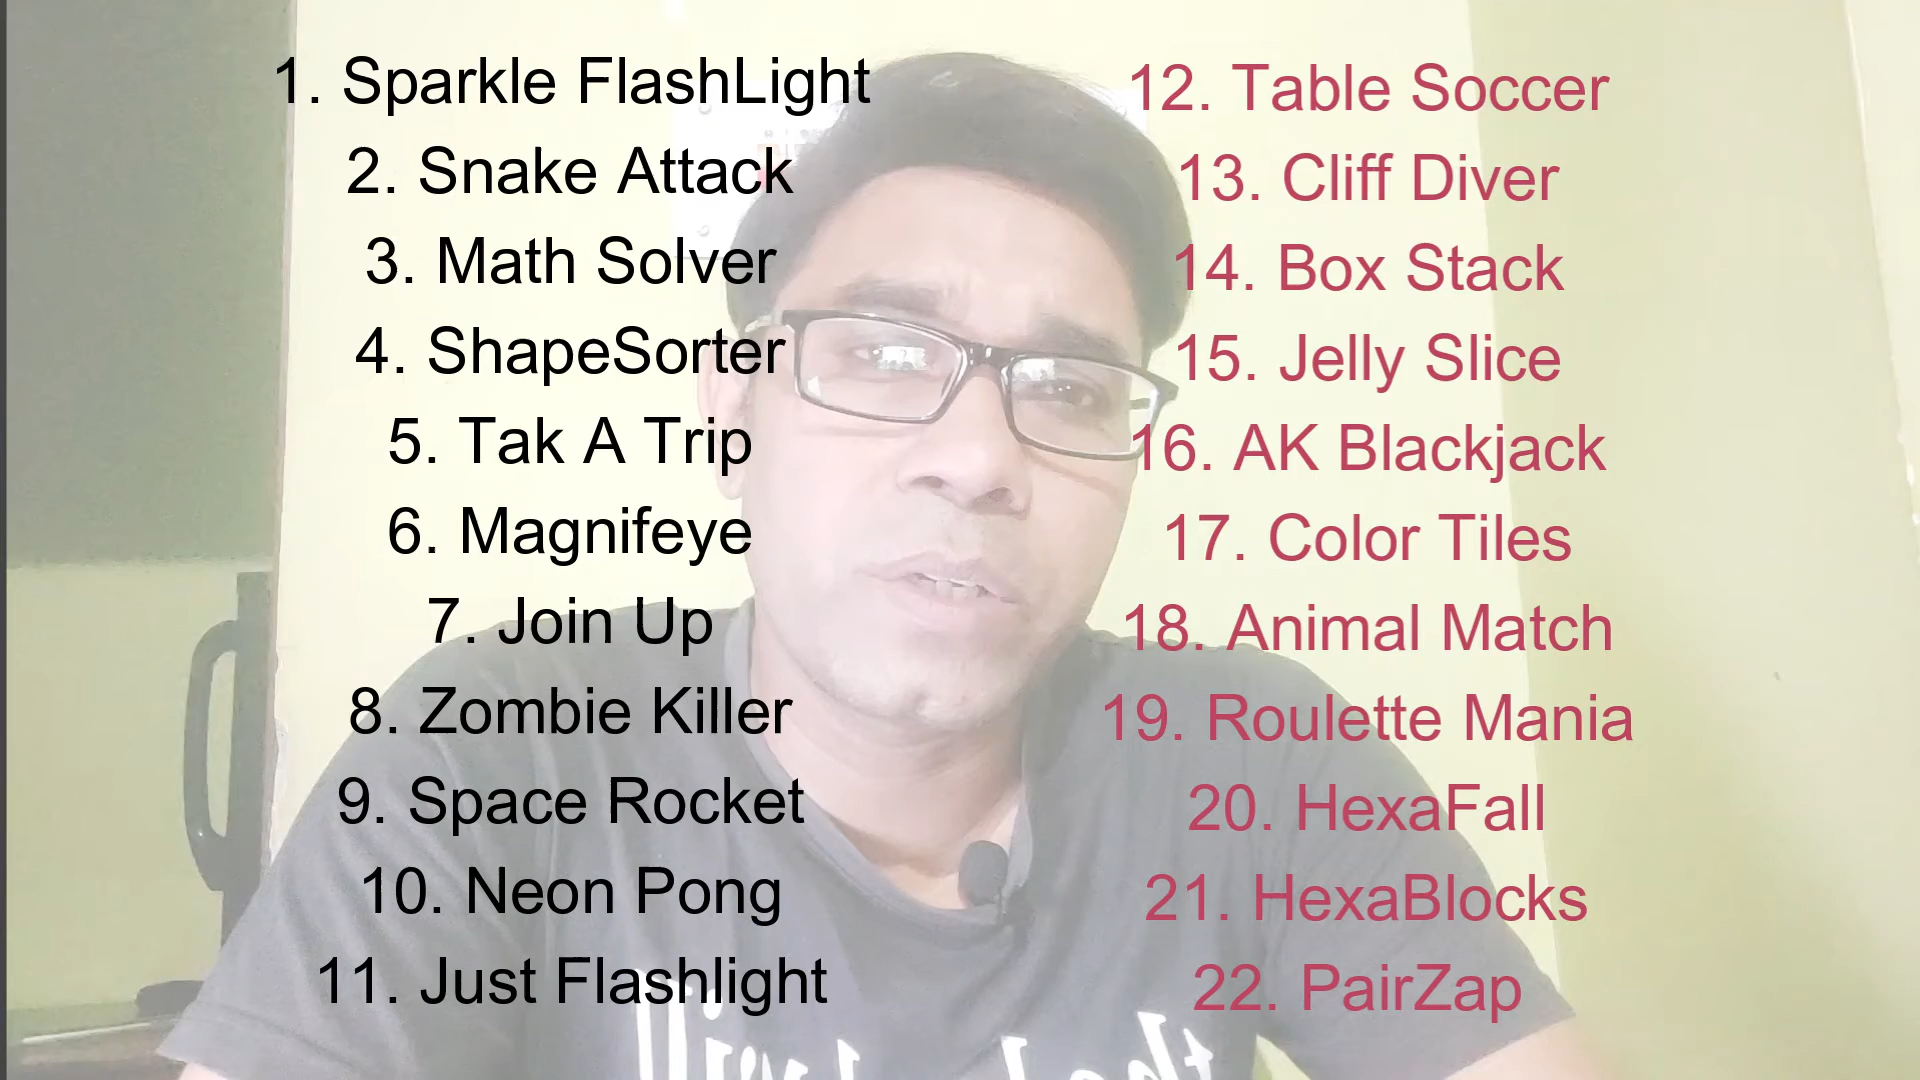 1. Sparkle FlashLight
2. Snake Attack
3. Math Solver
4. ShapeSorter
5. Tak A Trip
6. Magnifeye
7. Join Up
8. Zombie Killer
9. Space Rocket
10. Neon Pong
11. Just Flashlight
12. Table Soccer
13. Cliff Diver
14. Box Stack
15. Jelly Slice
16. AK Blackjack
17. Color Tiles
18. Animal Match
19. Roulette Mania
20. HexaFall
21. HexaBlocks
22. PairZap